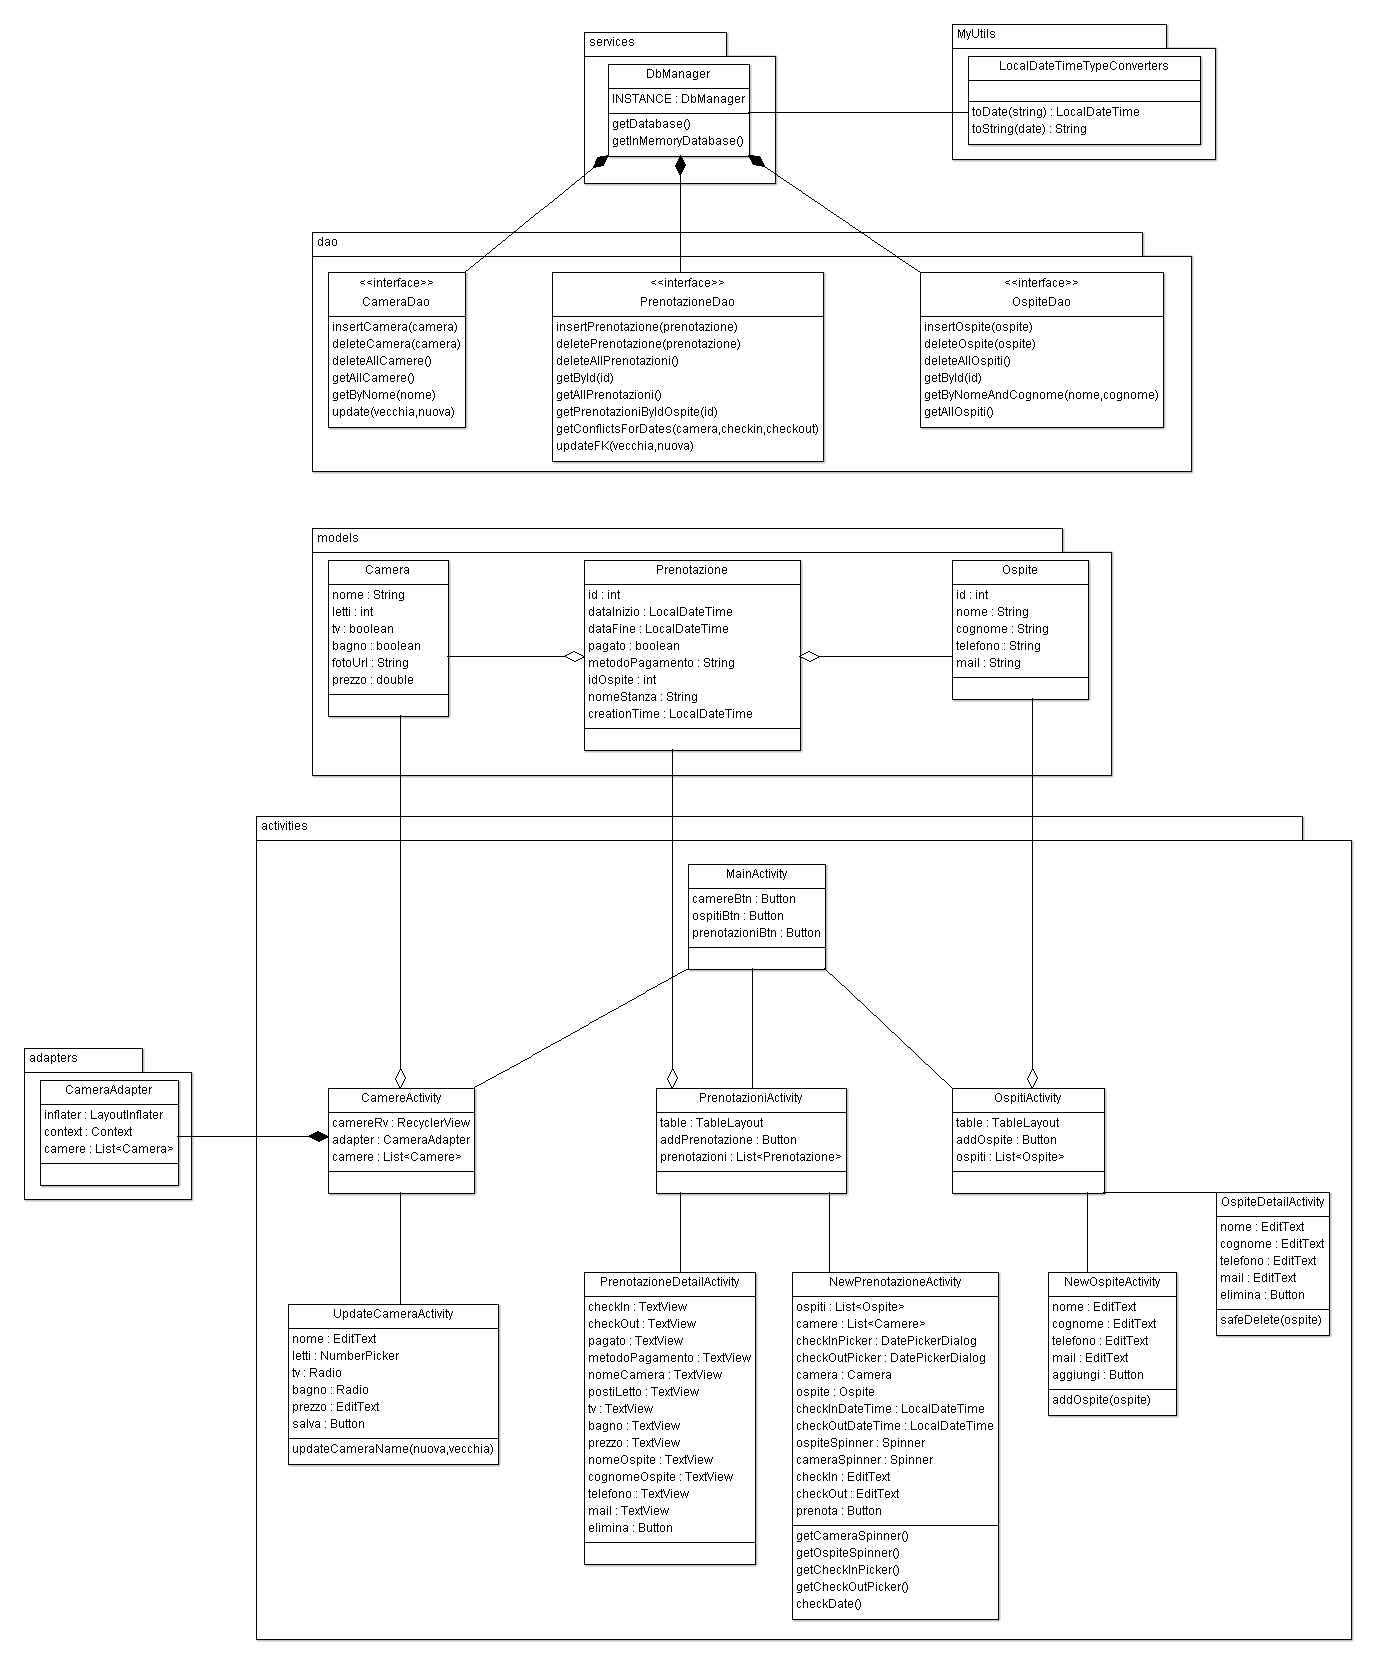 services
DbManager
INSTANCE : DbManager
getDatabase()
getInMemoryDatabase()
MyUtils
LocalDateTimeTypeConverters
toDate(string) : LocalDateTime
toString(date) : String
dao
<<interface>>
CameraDao
insertCamera(camera)
deleteCamera(camera)
deleteAllCamere()
getAllCamere()
getByNome(nome)
update(vecchia,nuova)
<<interface>>
PrenotazioneDao
insertPrenotazione(prenotazione)
deletePrenotazione(prenotazione)
deleteAllPrenotazioni()
getById(id)
getAllPrenotazioni()
getPrenotazioniByIdOspite(id)
getConflictsForDates(camera,checkin,checkout)
updateFK(vecchia,nuova)
<<interface>>
OspiteDao
insertOspite(ospite)
deleteOspite(ospite)
deleteAllOspiti()
getById(id)
getByNomeAndCognome(nome,cognome)
getAllOspiti()
models
Camera
nome : String
letti : int
tv : boolean
bagno : boolean
fotoUrl : String
prezzo : double
Prenotazione
id : int
dataInizio : LocalDateTime
dataFine : LocalDateTime
pagato : boolean
metodoPagamento : String
idOspite : int
nomeStanza : String
creationTime : LocalDateTime
Ospite
id : int
nome : String
cognome : String
telefono : String
mail : String
activities
MainActivity
camereBtn : Button
ospitiBtn : Button
prenotazioniBtn : Button
adapters
CameraAdapter
inflater : LayoutInflater
context : Context
camere : List<Camera>
CamereActivity
camereRv : RecyclerView
adapter : CameraAdapter
camere : List<Camere>
PrenotazioniActivity
table : TableLayout
addPrenotazione : Button
prenotazioni : List<Prenotazione>
OspitiActivity
table : TableLayout
addOspite : Button
ospiti : List<Ospite>
OspiteDetailActivity
nome : EditText
cognome : EditText
telefono : EditText
mail : EditText
elimina : Button
safeDelete(ospite)
UpdateCameraActivity
nome : EditText
letti : NumberPicker
tv : Radio
bagno : Radio
prezzo : EditText
salva : Button
updateCameraName(nuova,vecchia)
PrenotazioneDetailActivity
checkIn : TextView
checkOut : TextView
pagato : TextView
metodoPagamento : TextView
nomeCamera : TextView
postiLetto : TextView
tv : TextView
bagno : TextView
prezzo : TextView
nomeOspite : TextView
cognomeOspite : TextView
telefono : TextView
mail : TextView
elimina : Button
NewPrenotazioneActivity
ospiti : List<Ospite>
camere : List<Camere>
checkInPicker : DatePickerDialog
checkOutPicker : DatePickerDialog
camera : Camera
ospite : Ospite
checkInDateTime : LocalDateTime
checkOutDateTime : LocalDateTime
ospiteSpinner : Spinner
cameraSpinner : Spinner
checkIn : EditText
checkOut : EditText
prenota : Button
getCameraSpinner()
getOspiteSpinner()
getCheckInPicker()
getCheckOutPicker()
checkDate()
NewOspiteActivity
nome : EditText
cognome : EditText
telefono : EditText
mail : EditText
aggiungi : Button
addOspite(ospite)